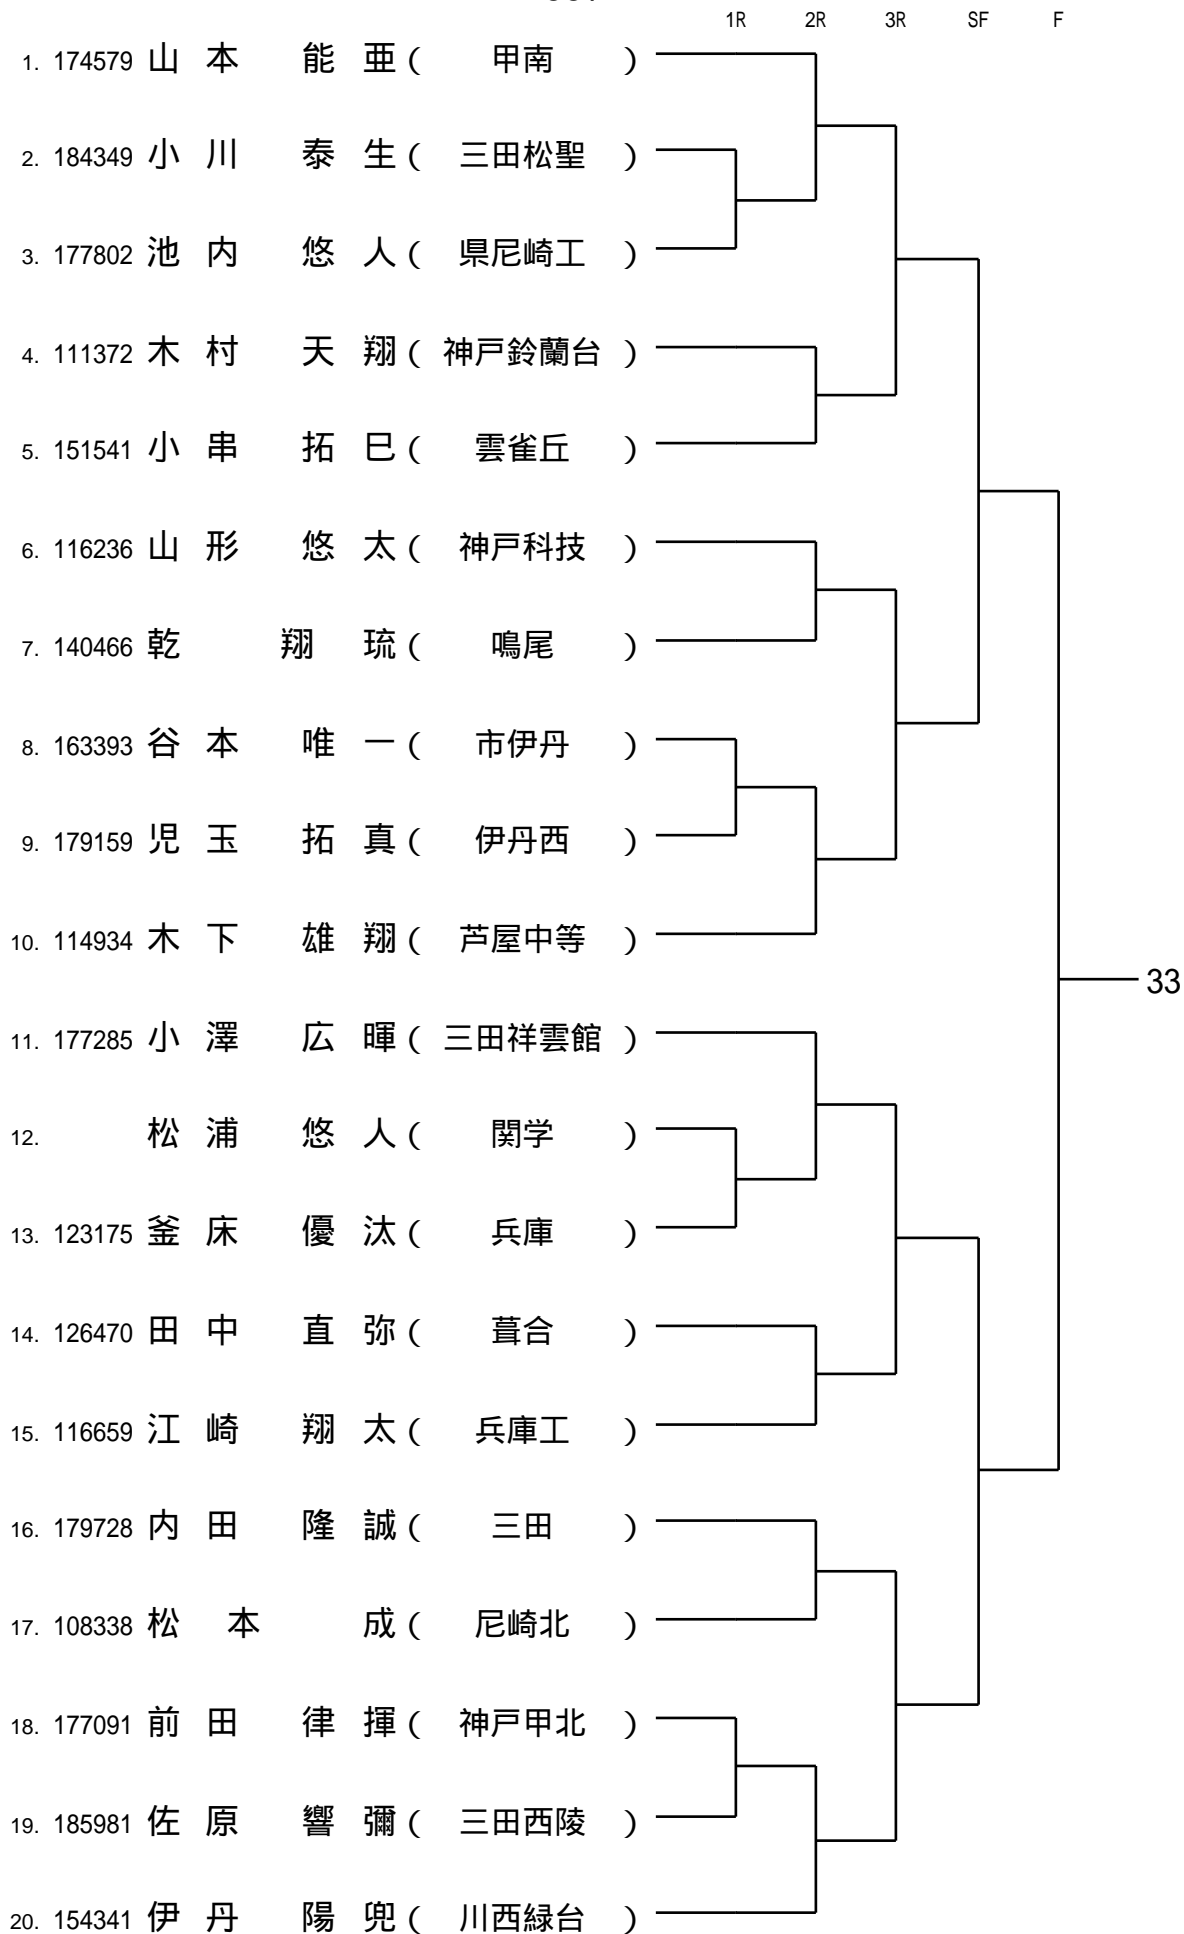 1R 2R 3R SF F
1. 174579 山本 能亜 ( 甲南 )
2. 184349 小川 泰生 ( 三田松聖 )
3. 177802 池内 悠人 ( 県尼崎工 )
4. 111372 木村 天翔 ( 神戸鈴蘭台 )
5. 151541 小串 拓巳 ( 雲雀丘 )
6. 116236 山形 悠太 ( 神戸科技 )
7. 140466 乾 翔琉 ( 鳴尾 )
8. 163393 谷本 唯一 ( 市伊丹 )
9. 179159 児玉 拓真 ( 伊丹西 )
10. 114934 木下 雄翔 ( 芦屋中等 )
33
11. 177285 小澤 広暉 ( 三田祥雲館 )
12. 松浦 悠人 ( 関学 )
13. 123175 釜床 優汰 ( 兵庫 )
14. 126470 田中 直弥 ( 葺合 )
15. 116659 江崎 翔太 ( 兵庫工 )
16. 179728 内田 隆誠 ( 三田 )
17. 108338 松本 成 ( 尼崎北 )
18. 177091 前田 律揮 ( 神戸甲北 )
19. 185981 佐原 響彌 ( 三田西陵 )
20. 154341 伊丹 陽兜 ( 川西緑台 )